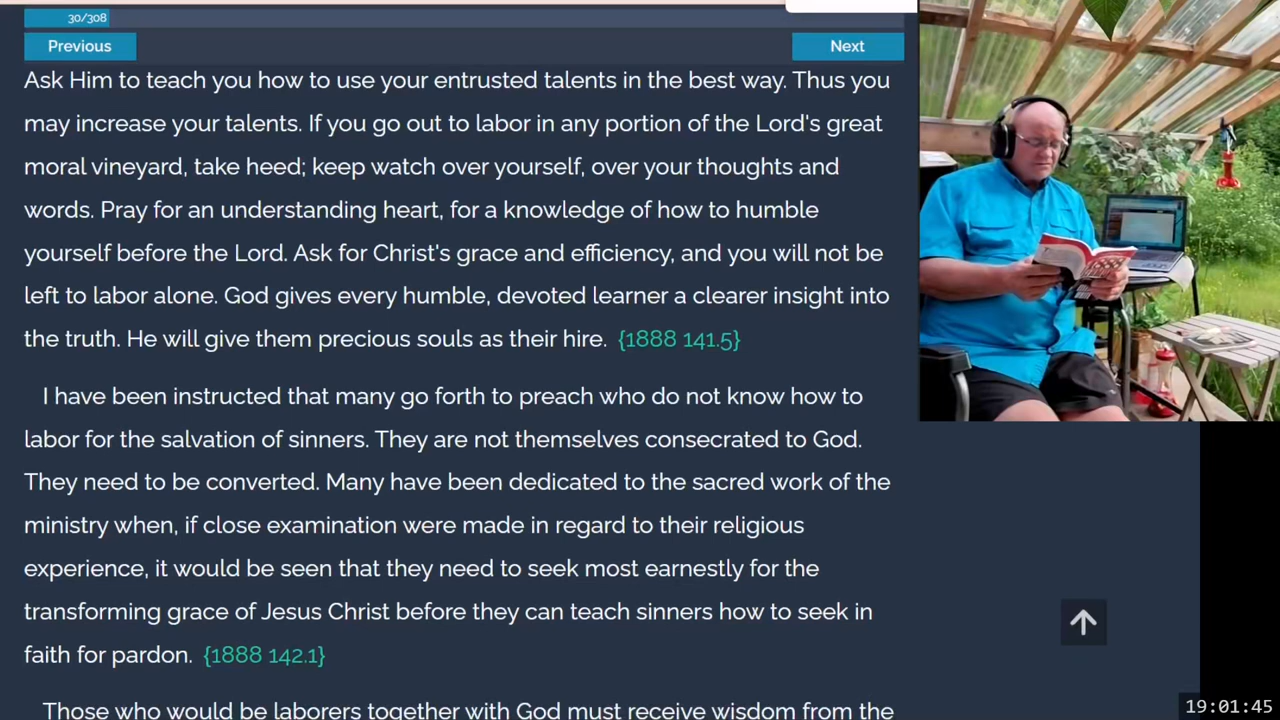 30/308
Previous
Next
Ask Him to teach you how to use your entrusted talents in the best way. Thus you
may increase your talents. If you go out to labor in any portion of the Lord's great
moral vineyard, take heed; keep watch over yourself, over your thoughts and
words. Pray for an understanding heart, for a knowledge of how to humble
yourself before the Lord. Ask for Christ's grace and efficiency, and you will not be
left to labor alone. God gives every humble, devoted learner a clearer insight into
the truth. He will give them precious souls as their hire. {1888 141.5}
I have been instructed that many go forth to preach who do not know how to
labor for the salvation of sinners. They are not themselves consecrated to God.
They need to be converted. Many have been dedicated to the sacred work of the
ministry when, if close examination were made in regard to their religious
experience, it would be seen that they need to seek most earnestly for the
transforming grace of Jesus Christ before they can teach sinners how to seek in
faith for pardon. {1888 142.1}
Those who would be laborers together with God must receive wisdom from the
19:01:45